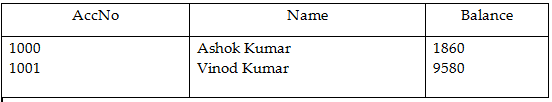 AccNo Name Balance
1000 Ashok Kumar 1860
1001 Vinod Kumar 9580